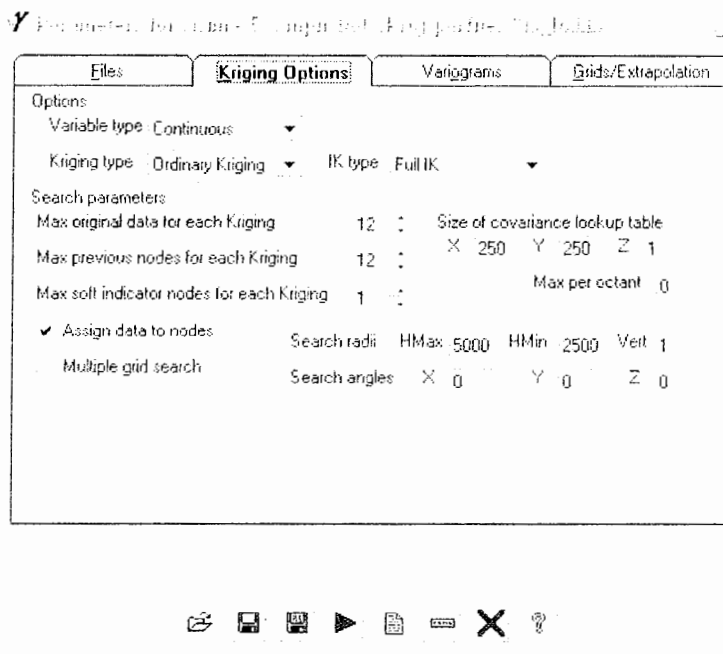 Files
Kriging Options
Variograms
Grids/Extrapolation
Options
Variable type Continuous
Kriging type Ordinary Kriging IK type Full IK
Search parameters
Max original data for each Kriging 12 Size of covariance lookup table
X 250 Y 250 Z 1
Max previous nodes for each Kriging 12
Max per octant 0
Max soft indicator nodes for each Kriging 1
Assign data to nodes
Search radii HMax 5000 HMin 2500 Vert 1
Multiple grid search
Search angles X 0 Y 0 Z 0